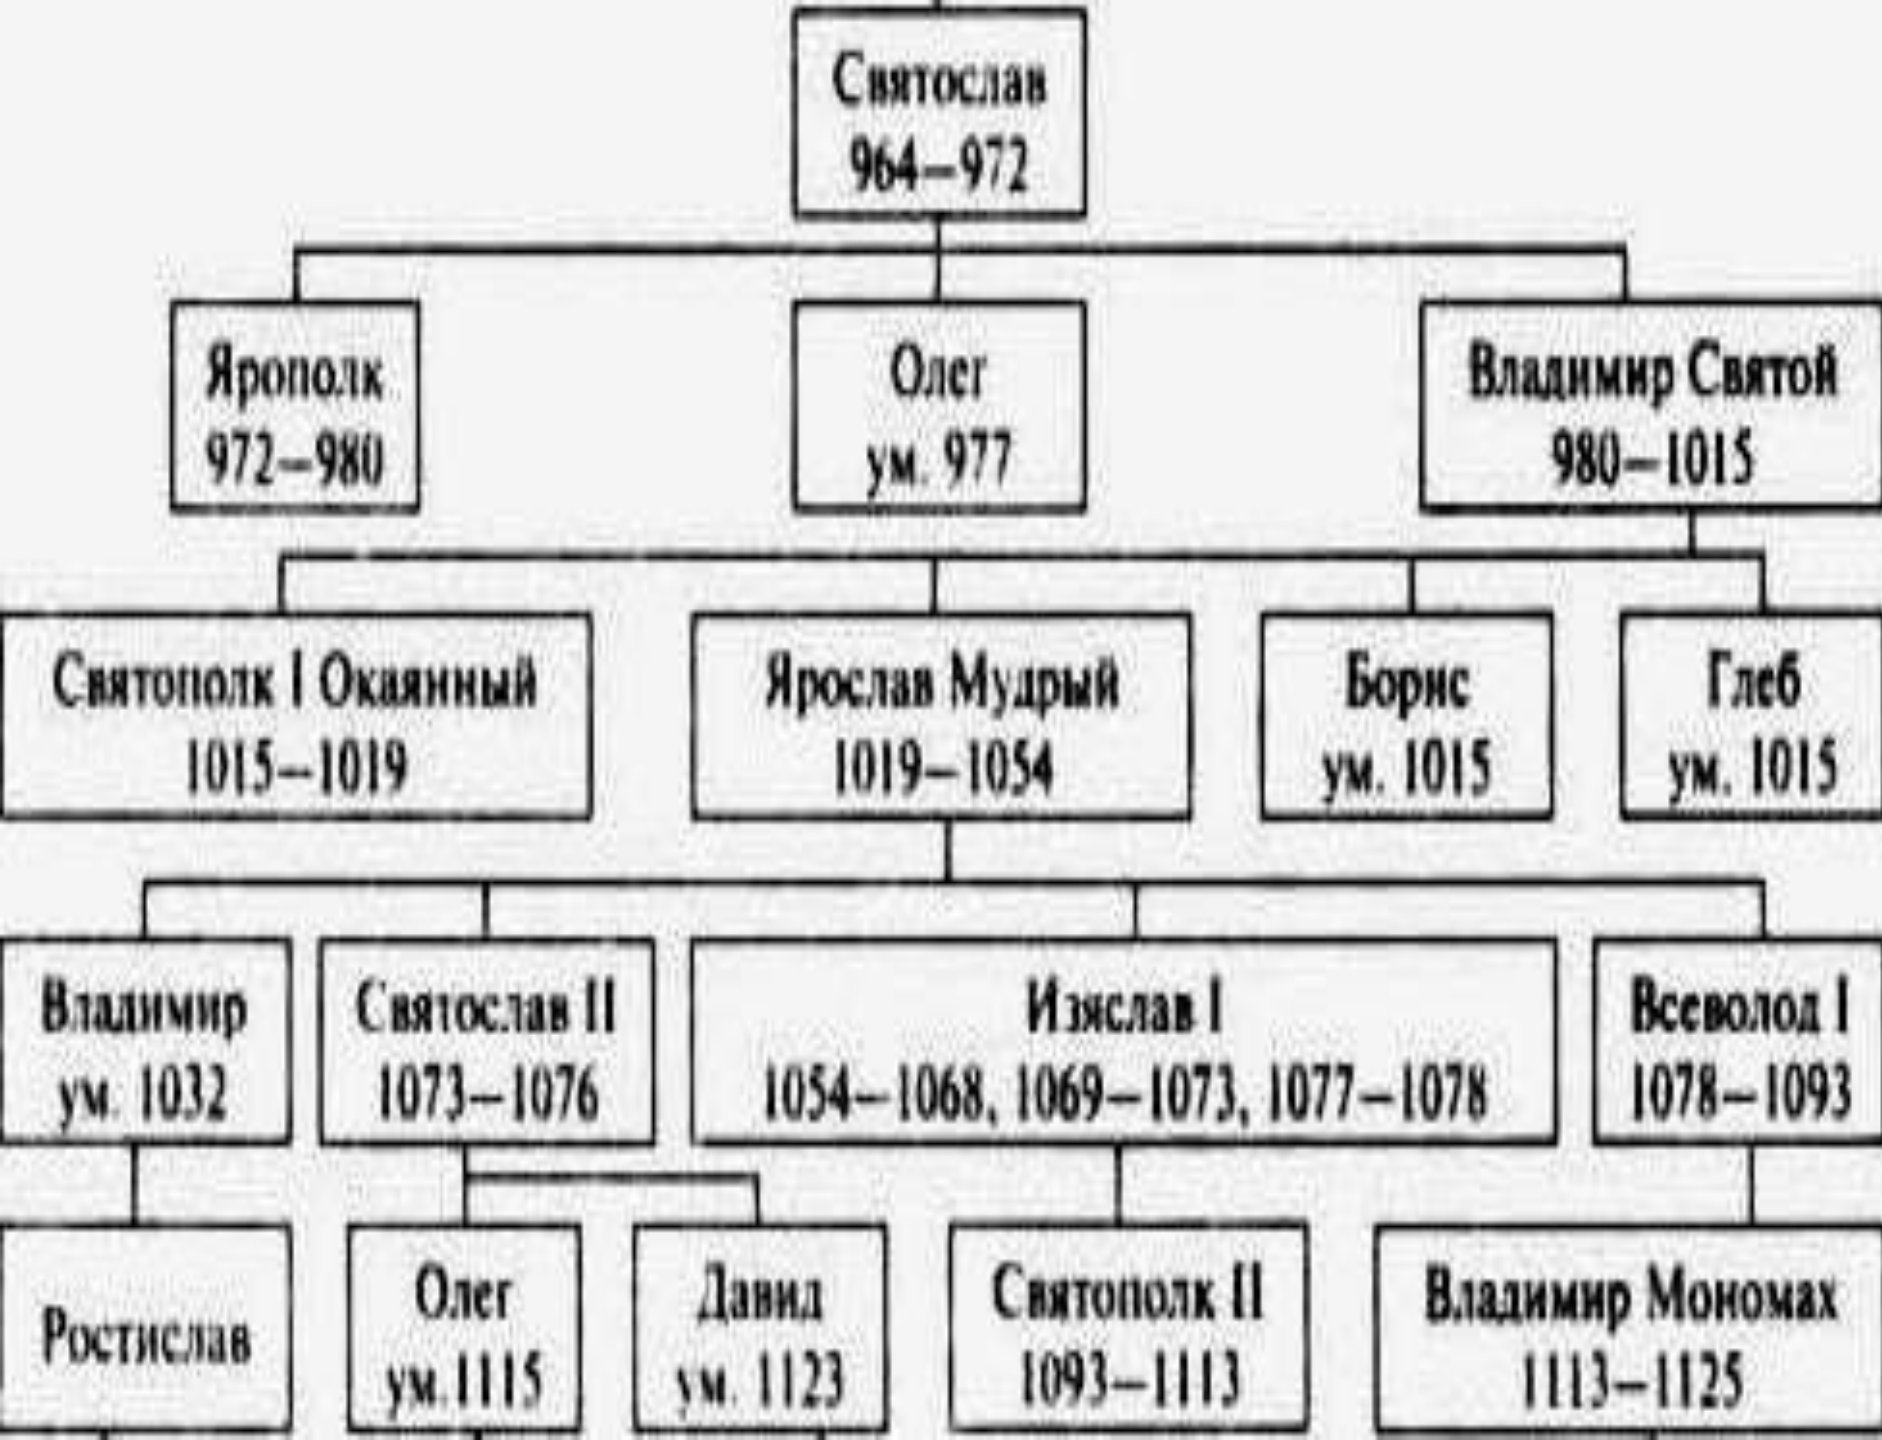 Святослав
964–972
Ярополк
972–980
Олег
ум. 977
Владимир Святой
980–1015
Святополк I Окаянный
1015–1019
Ярослав Мудрый
1019–1054
Борис
ум. 1015
Глеб
ум. 1015
Владимир
ум. 1032
Святослав II
1073–1076
Изяслав I
1054–1068, 1069–1073, 1077–1078
Всеволод I
1078–1093
Ростислав
Олег
ум.1115
Давид
ум. 1123
Святополк II
1093–1113
Владимир Мономах
1113–1125